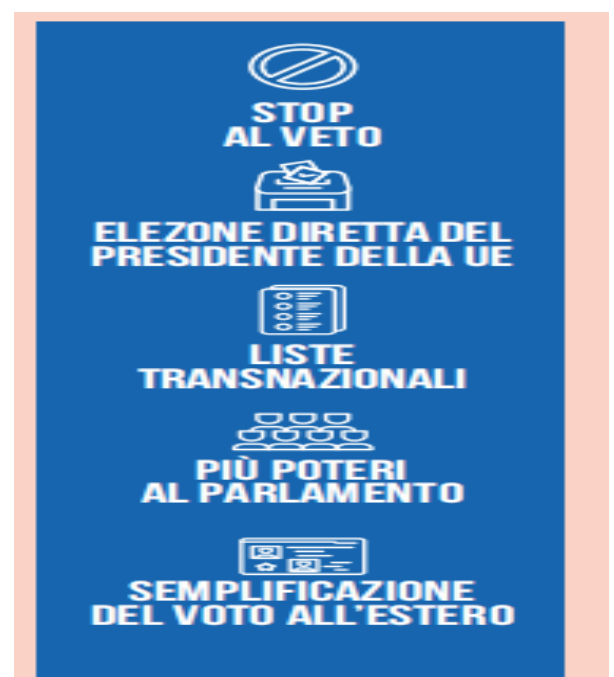 STOP
AL VETO
ELEZONE DIRETTA DEL
PRESIDENTE DELLA UE
LISTE
TRANSNAZIONALI
PIÙ POTERI
AL PARLAMENTO
SEMPLIFICAZIONE
DEL VOTO ALL'ESTERO